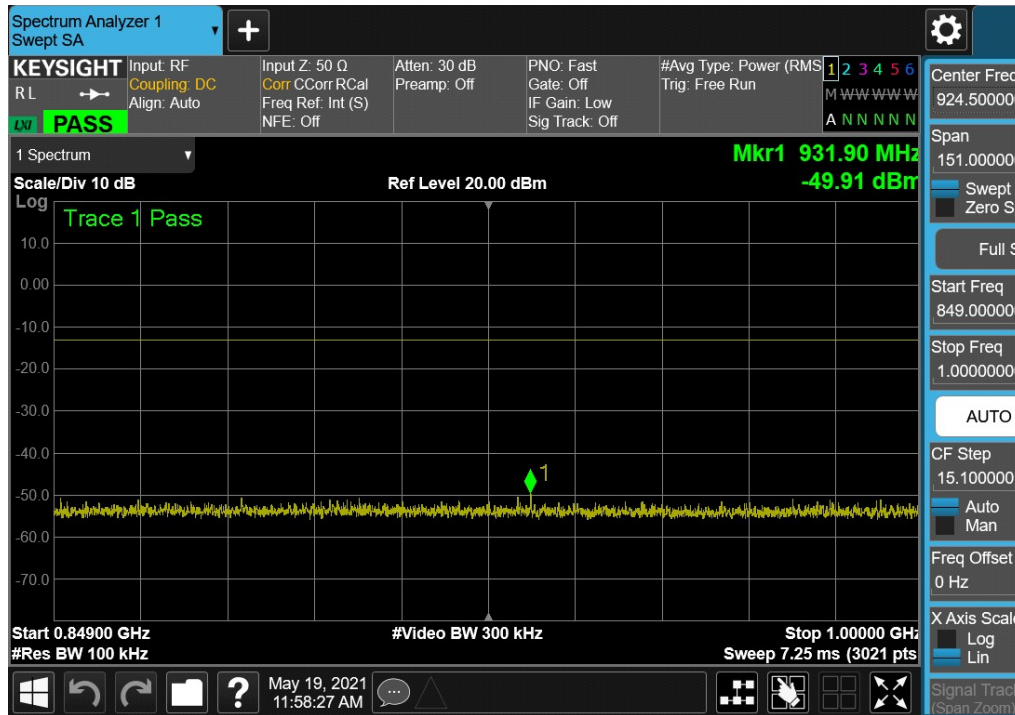 Spectrum Analyzer 1
Swept SA
KEYSIGHT
RL
LXI PASS
Input: RF
Coupling: DC
Align: Auto
Input Z: 50 Ω
Corr CCorr RCal
Freq Ref: Int (S)
NFE: Off
Atten: 30 dB
Preamp: Off
PNO: Fast
Gate: Off
IF Gain: Low
Sig Track: Off
#Avg Type: Power (RMS
Trig: Free Run
1 2 3 4 5 6
M W W W W W
A N N N N N
1 Spectrum
Mkr1 931.90 MHz
Scale/Div 10 dB
Ref Level 20.00 dBm
-49.91 dBm
Log
Trace 1 Pass
10.0
0.00
-10.0
-20.0
-30.0
-40.0
1
-50.0
-60.0
-70.0
Start 0.84900 GHz
#Video BW 300 kHz
Stop 1.00000 GHz
#Res BW 100 kHz
Sweep 7.25 ms (3021 pts
?
May 19, 2021
11:58:27 AM
Center Freq
924.50000
Span
151.00000
Swept
Zero S
Full S
Start Freq
849.00000
Stop Freq
1.0000000
AUTO
CF Step
15.100000
Auto
Man
Freq Offset
0 Hz
X Axis Scale
Log
Lin
Signal Track
(Span Zoom)